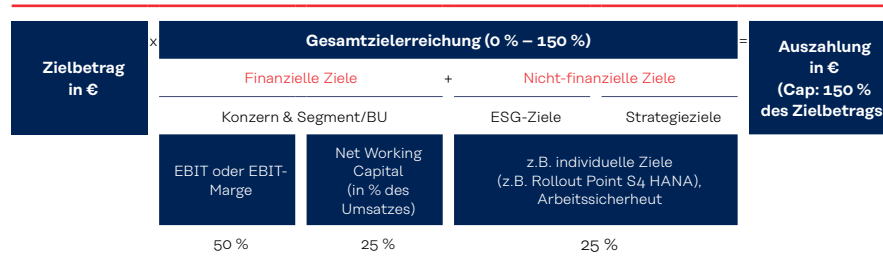 Zielbetrag
in €
x
Gesamtzielerreichung (0 % – 150 %)
=
Auszahlung
in €
(Cap: 150 %
des Zielbetrags
Finanzielle Ziele + Nicht-finanzielle Ziele
Konzern & Segment/BU
ESG-Ziele
Strategieziele
EBIT oder EBIT-
Marge
Net Working
Capital
(in % des
Umsatzes)
z.B. individuelle Ziele
(z.B. Rollout Point S4 HANA),
Arbeitssicherheut
50 %
25 %
25 %